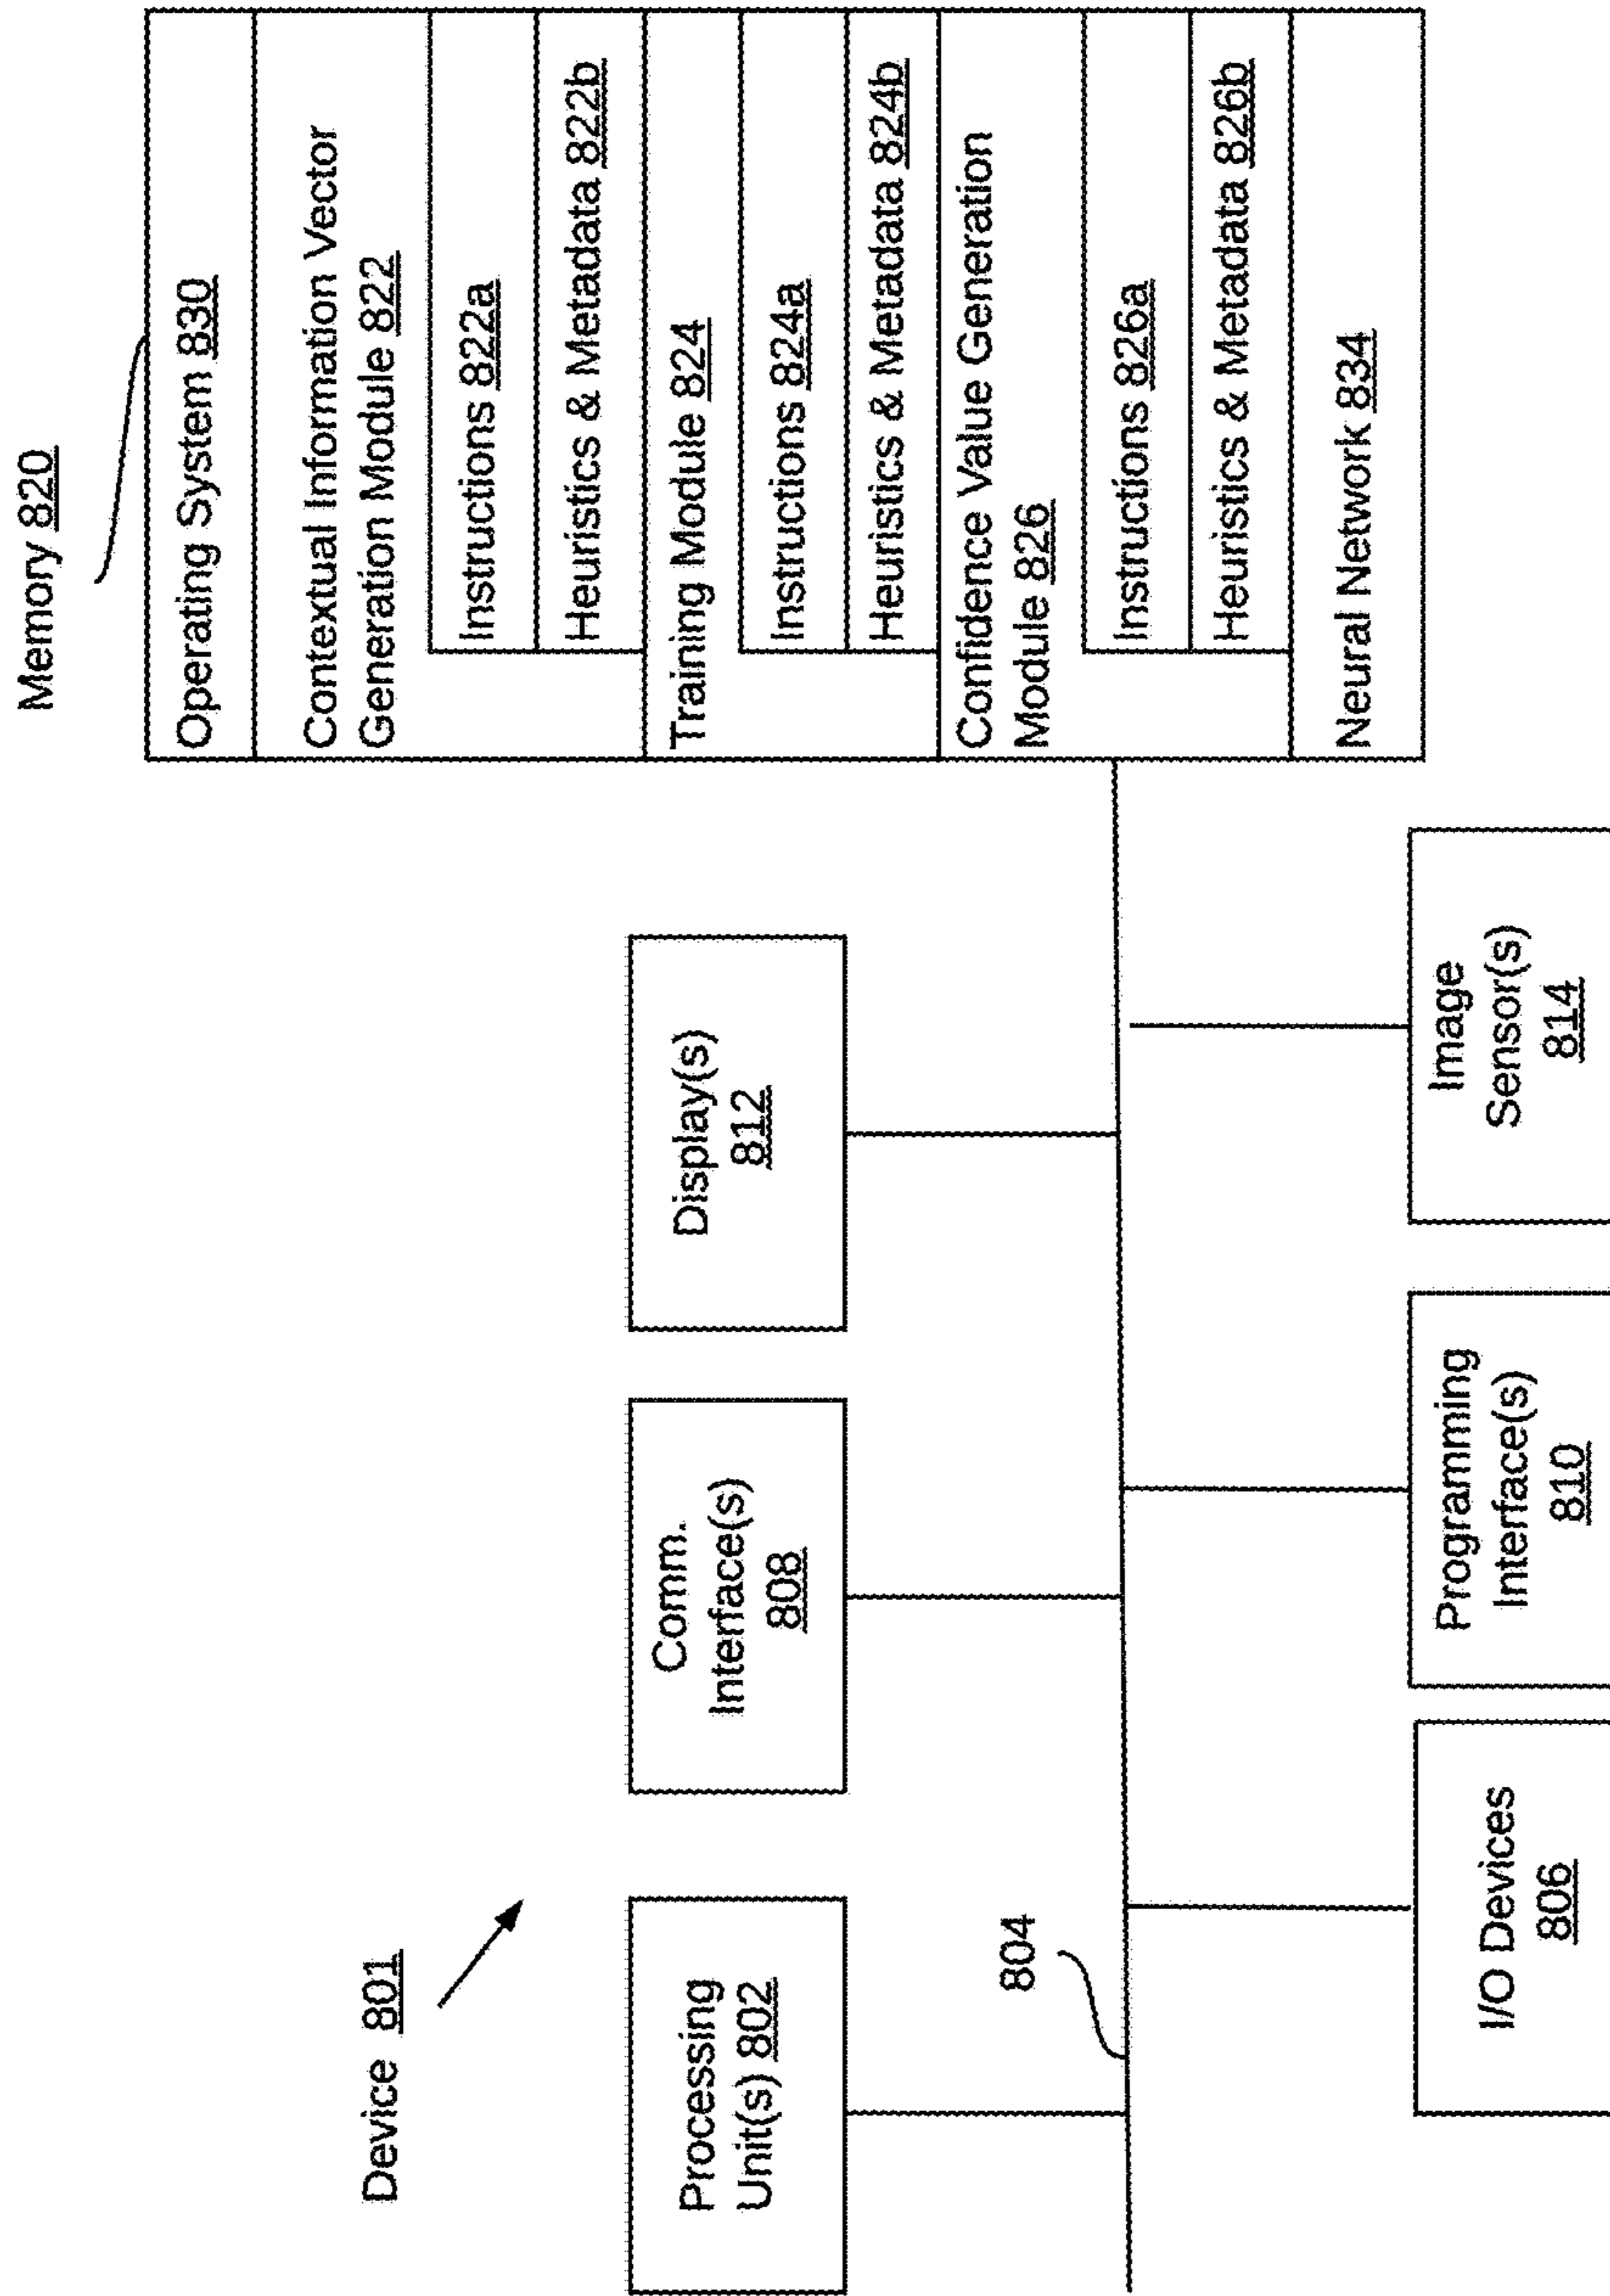 Device 801
Processing
Unit(s) 802
Comm.
Interface(s)
808
Display(s)
812
804
I/O Devices
806
Programming
Interface(s)
810
Image
Sensor(s)
814
Memory 820
Operating System 830
Contextual Information Vector
Generation Module 822
Instructions 822a
Heuristics & Metadata 822b
Training Module 824
Instructions 824a
Heuristics & Metadata 824b
Confidence Value Generation
Module 826
Instructions 826a
Heuristics & Metadata 826b
Neural Network 834